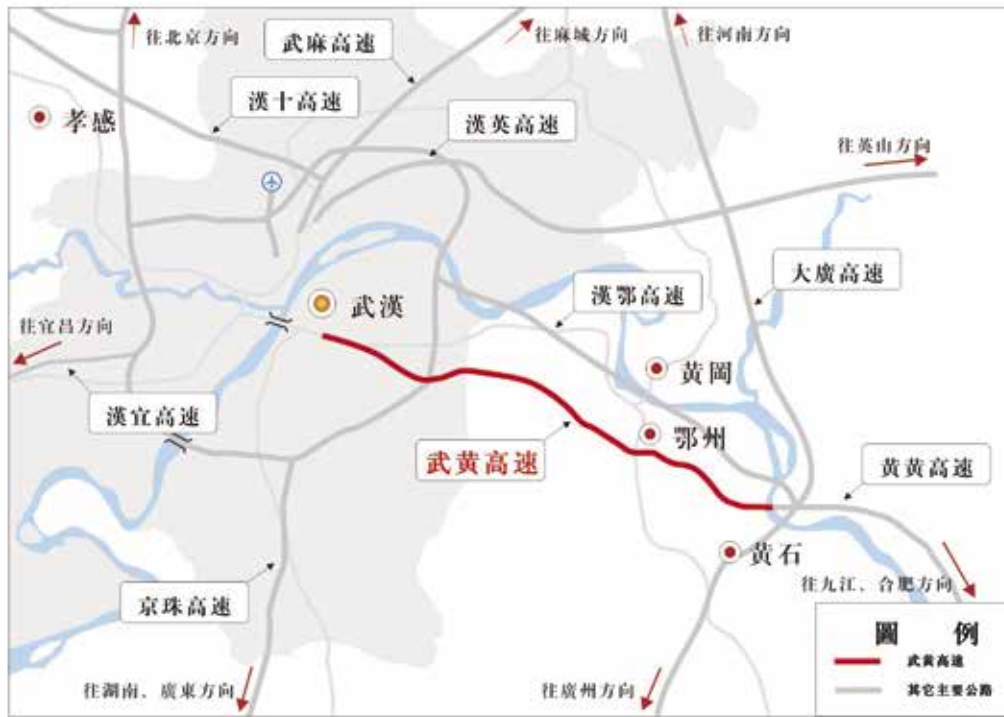 往北京方向
武麻高速
往麻城方向
往河南方向
漢十高速
孝感
漢英高速
往英山方向
大廣高速
漢鄂高速
武漢
往宜昌方向
黃岡
漢宜高速
鄂州
武黃高速
黃黃高速
黃石
京珠高速
往九江、合肥方向
圖 例
武黃高速
其它主要公路
往湖南、廣東方向
往廣州方向